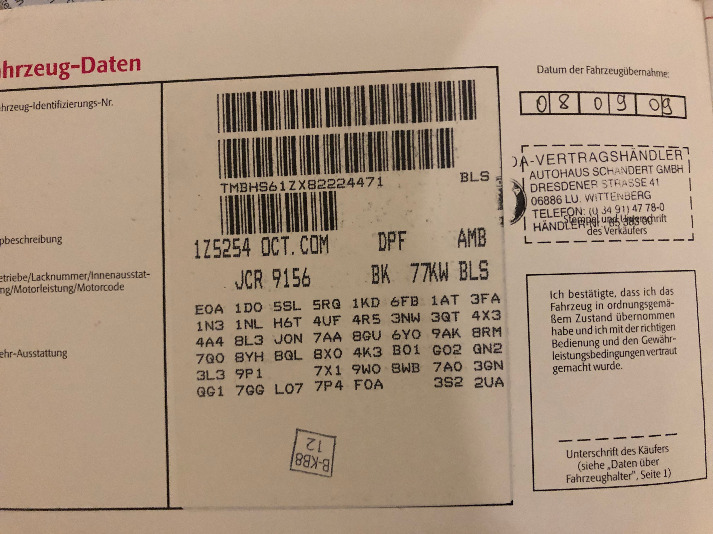 hrzeug-Daten
Datum der Fahrzeugübernahme:
hrzeug-Identifizierungs-Nr.
0 8 0 9 0 9
TMBHS61ZX82224471 BLS
A-VERTRAGSHÄNDLER
AUTOHAUS SCHANDERT GMBH
DRESDENER STRASSE 41
06886 LU. WITTENBERG
TELEFON: (0 34 91) 47 78-0
Stempel und Unterschrift
HÄNDLER-NR.
des Verkäufers
pbeschreibung
1Z5254 OCT.COM DPF AMB
etriebe/Lacknummer/Innenausstat-
ng/Motorleistung/Motorcode
JCR 9156 BK 77KW BLS
E0A 1D0 5SL 5RQ 1KD 6FB 1AT 3FA
1N3 1NL H6T 4UF 4R5 3NW 3QT 4X3
4A4 8L3 J0N 7AA 8GU 6Y0 9AK 8RM
7Q0 8YH BQL 8X0 4K3 B01 G02 QN2
3L3 9P1 7X1 9W0 8WB 7A0 3GN
QG1 7GG L07 7P4 F0A 3S2 2UA
ehr-Ausstattung
B-KB8
12
Ich bestätige, dass ich das
Fahrzeug in ordnungsgemä-
ßem Zustand übernommen
habe und ich mit der richtigen
Bedienung und den Gewähr-
leistungsbedingungen vertraut
gemacht wurde.
Unterschrift des Käufers
(siehe „Daten über
Fahrzeughalter", Seite 1)